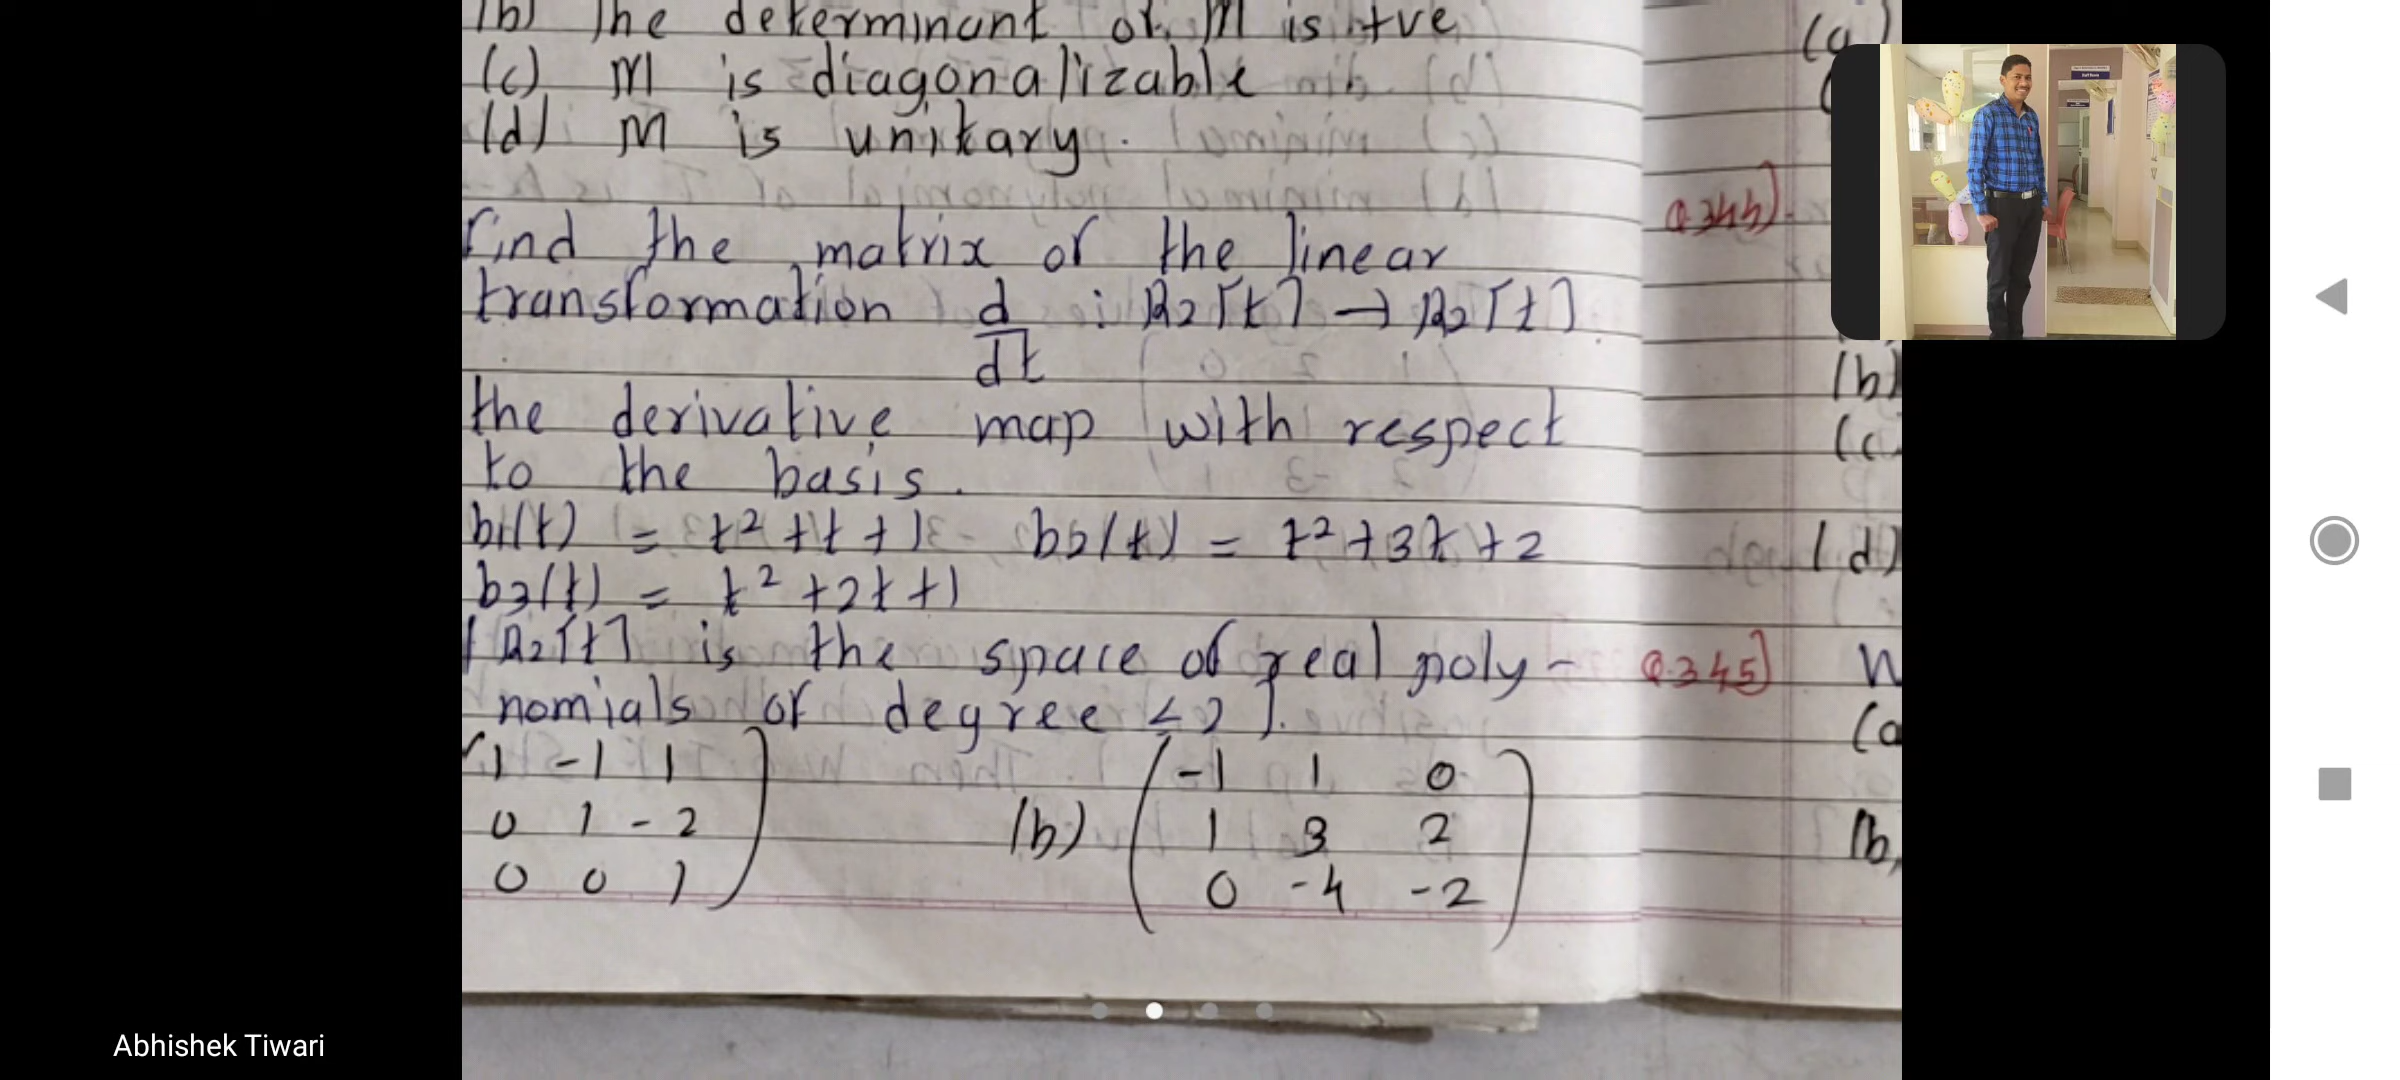 (b) The determinant of M is +ve
(c) M is diagonalizable
(d) M is unitary.
find the matrix of the linear
transformation d/dt : R2[t] → R2[t]
the derivative map with respect
to the basis.
b1(t) = t² + t + 1 b2(t) = t² + 3t + 2
b3(t) = t² + 2t + 1
[R2[t] is the space of real poly-
nomials of degree ≤ 2].
1 -1 1
0 1 -2
0 0 1
(b)
-1 1 0
1 3 2
0 -4 -2
(a)
Q.344)
(b)
(c
(d)
Q.345)
(a
(b,
Abhishek Tiwari